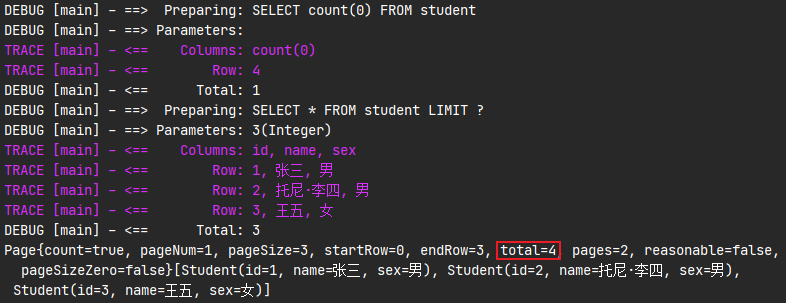 DEBUG [main] - ==>  Preparing: SELECT count(0) FROM student
DEBUG [main] - ==> Parameters:
TRACE [main] - <==    Columns: count(0)
TRACE [main] - <==        Row: 4
DEBUG [main] - <==      Total: 1
DEBUG [main] - ==>  Preparing: SELECT * FROM student LIMIT ?
DEBUG [main] - ==> Parameters: 3(Integer)
TRACE [main] - <==    Columns: id, name, sex
TRACE [main] - <==        Row: 1, 张三, 男
TRACE [main] - <==        Row: 2, 托尼·李四, 男
TRACE [main] - <==        Row: 3, 王五, 女
DEBUG [main] - <==      Total: 3
Page{count=true, pageNum=1, pageSize=3, startRow=0, endRow=3, total=4, pages=2, reasonable=false,
pageSizeZero=false}[Student(id=1, name=张三, sex=男), Student(id=2, name=托尼·李四, sex=男),
Student(id=3, name=王五, sex=女)]